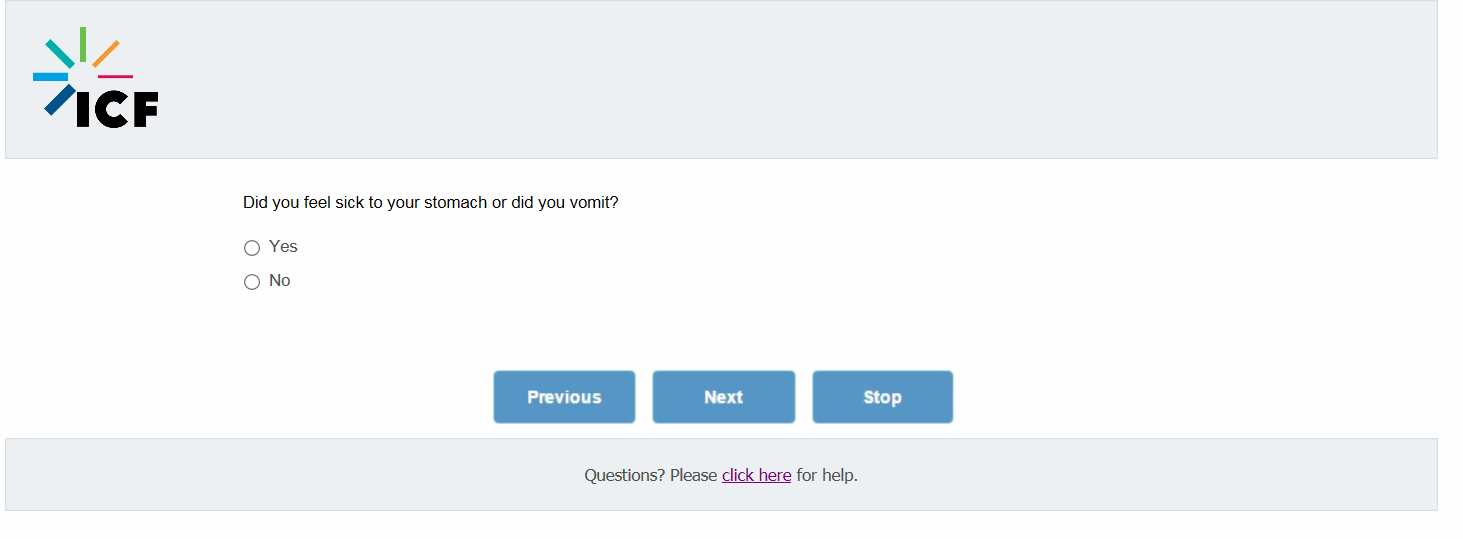 ICF
Did you feel sick to your stomach or did you vomit?
Yes
No
Previous Next Stop
Questions? Please click here for help.